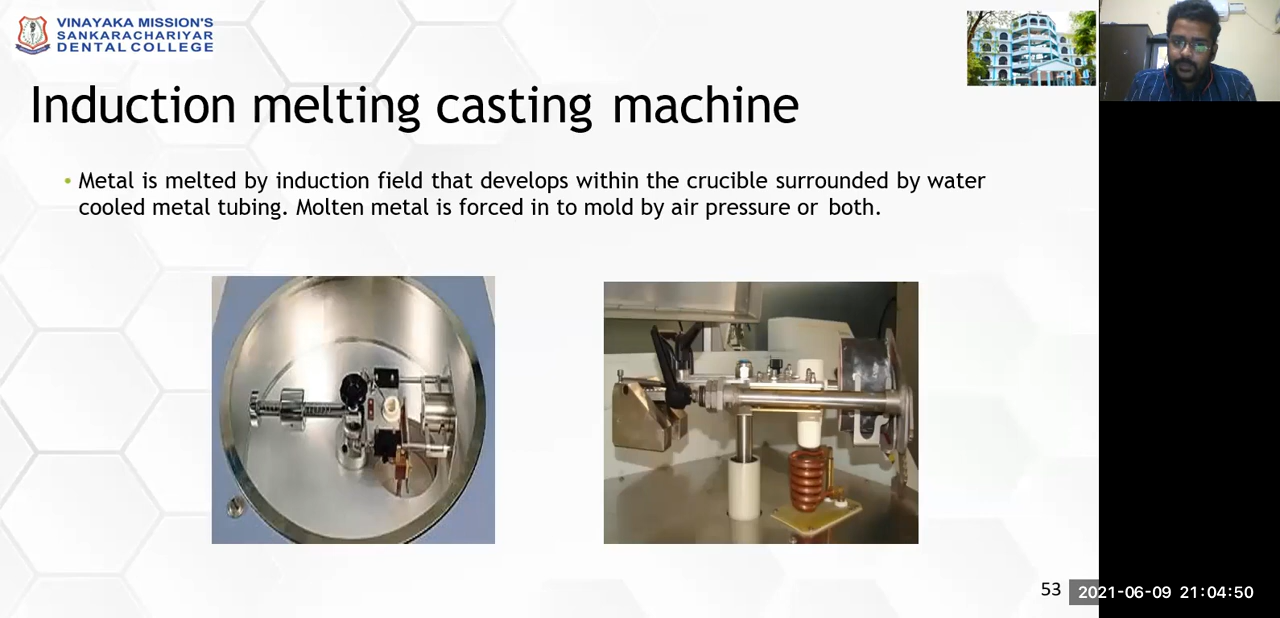 VINAYAKA MISSION'S
SANKARACHARIYAR
DENTAL COLLEGE
Induction melting casting machine
• Metal is melted by induction field that develops within the crucible surrounded by water
cooled metal tubing. Molten metal is forced in to mold by air pressure or both.
53
2021-06-09 21:04:50